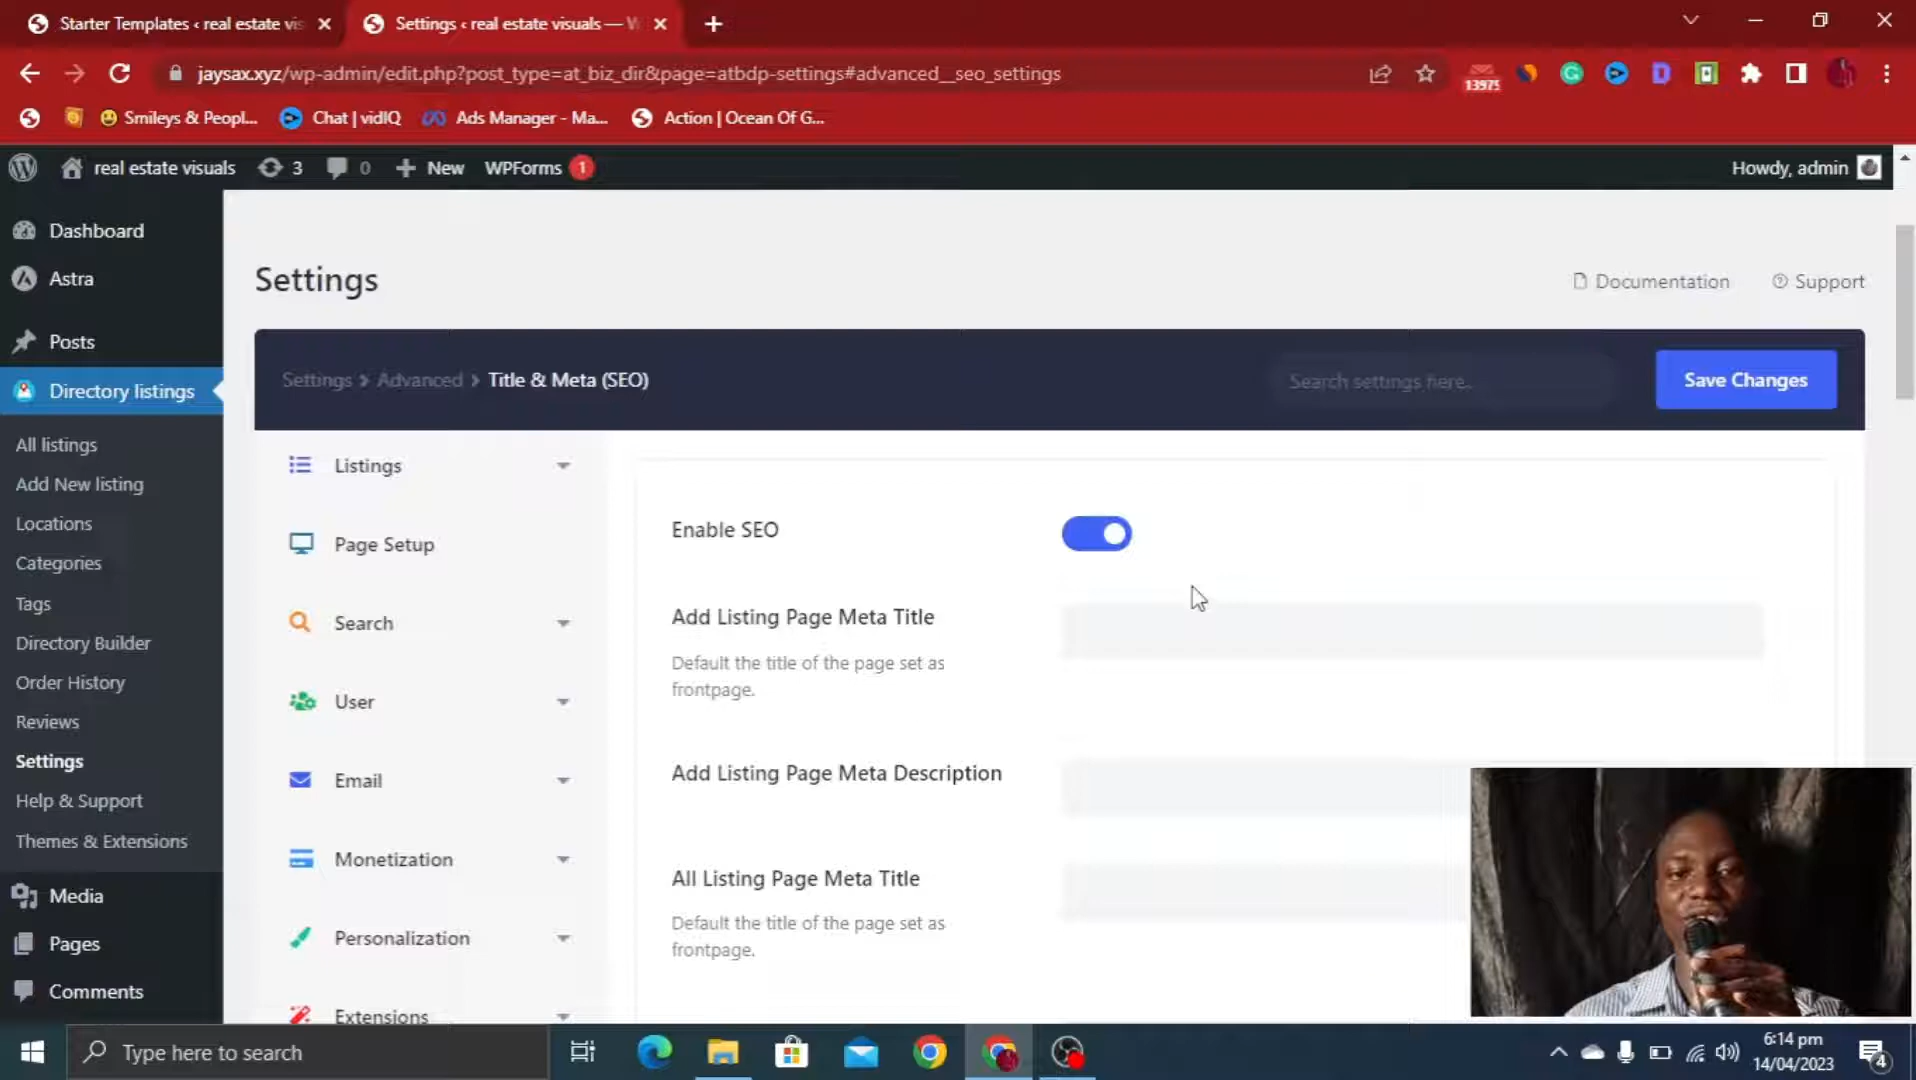 Starter Templates ‹ real estate vis
Settings ‹ real estate visuals — W
jaysax.xyz/wp-admin/edit.php?post_type=at_biz_dir&page=atbdp-settings#advanced__seo_settings
13975
Smileys & Peopl...
Chat | vidIQ
Ads Manager - Ma...
Action | Ocean Of G...
real estate visuals
3
0
New
WPForms 1
Howdy, admin
Dashboard
Astra
Posts
Directory listings
All listings
Add New listing
Locations
Categories
Tags
Directory Builder
Order History
Reviews
Settings
Help & Support
Themes & Extensions
Media
Pages
Comments
Settings
Documentation
Support
Settings > Advanced > Title & Meta (SEO)
Search settings here...
Save Changes
Listings
Page Setup
Search
User
Email
Monetization
Personalization
Extensions
Enable SEO
Add Listing Page Meta Title
Default the title of the page set as
frontpage.
Add Listing Page Meta Description
All Listing Page Meta Title
Default the title of the page set as
frontpage.
Type here to search
6:14 pm
14/04/2023
4